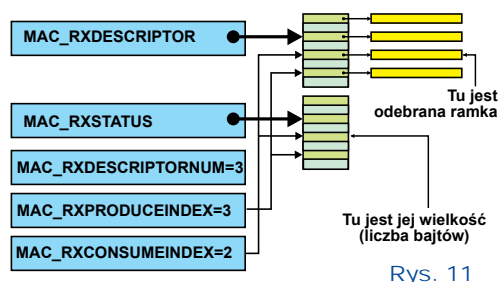 MAC_RXDESCRIPTOR
Tu jest
odebrana ramka
MAC_RXSTATUS
MAC_RXDESCRIPTORNUM=3
MAC_RXPRODUCEINDEX=3
MAC_RXCONSUMEINDEX=2
Tu jest jej wielkość
(liczba bajtów)
Rys. 11